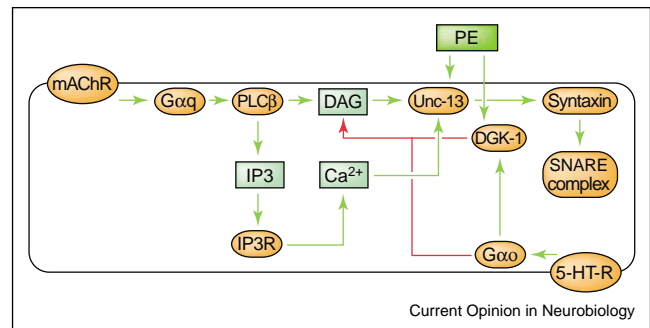 PE
mAChR
Gαq
PLCβ
DAG
Unc-13
Syntaxin
DGK-1
IP3
Ca²⁺
SNARE
complex
IP3R
Gαo
5-HT-R
Current Opinion in Neurobiology